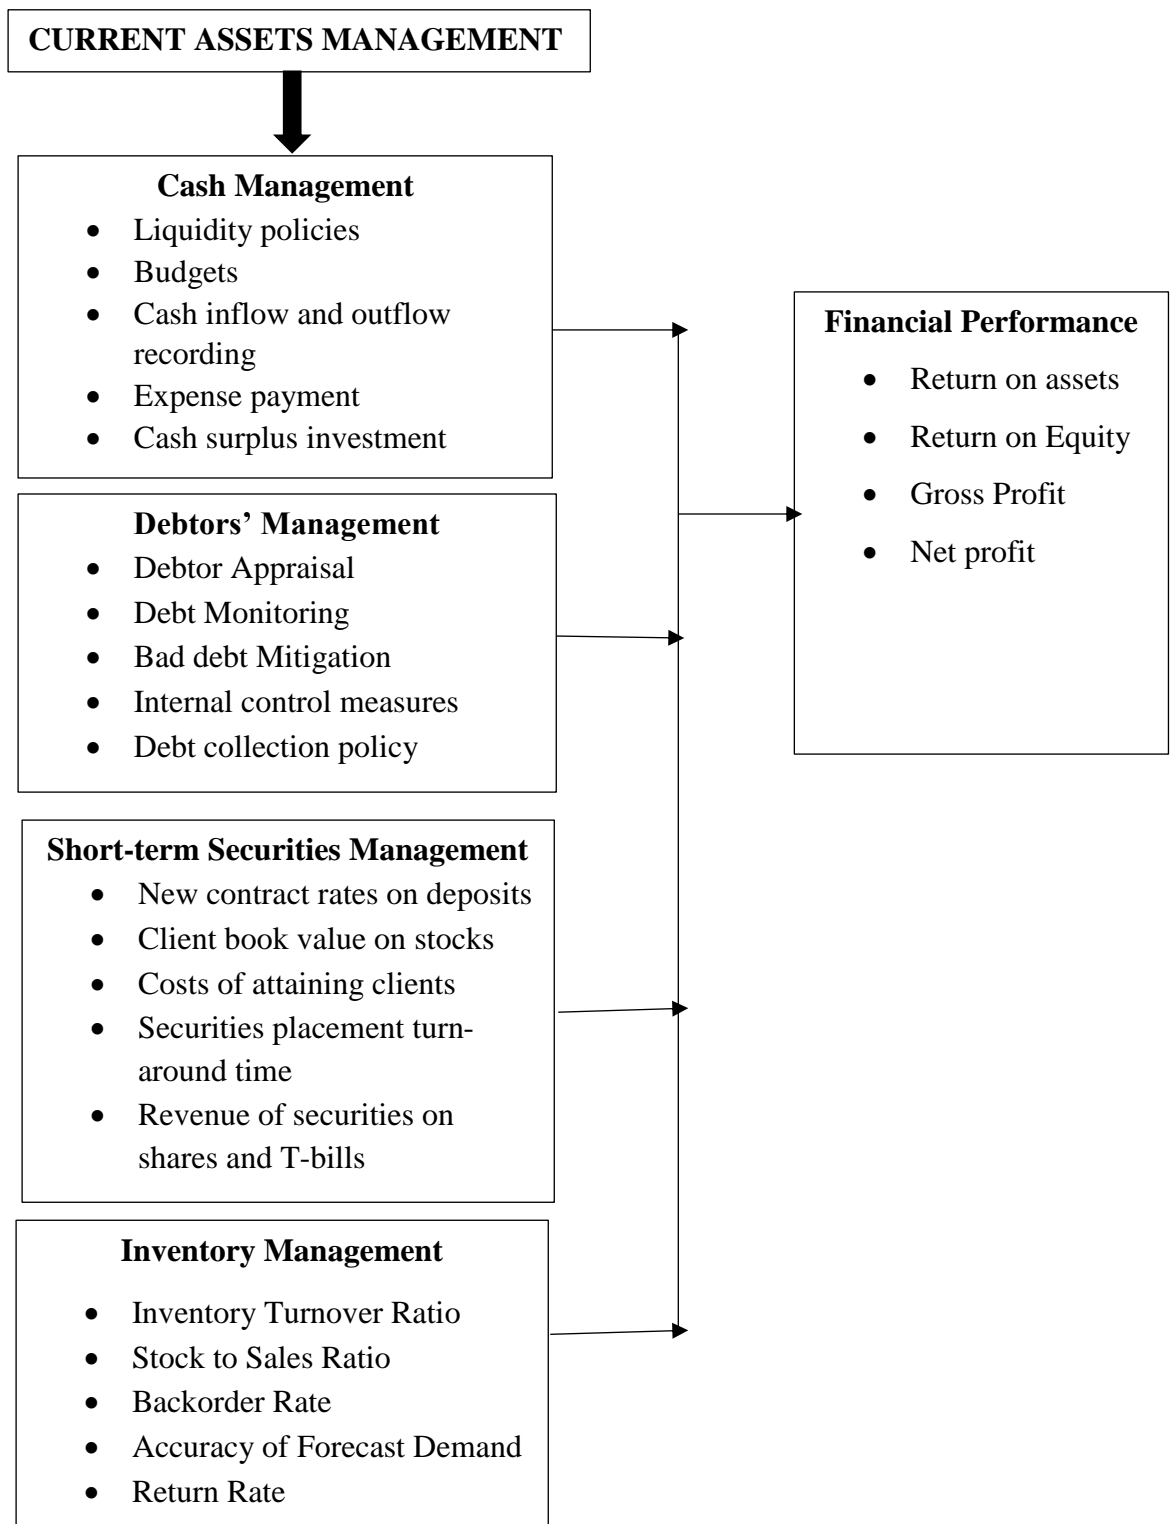 CURRENT ASSETS MANAGEMENT
Cash Management
• Liquidity policies
• Budgets
• Cash inflow and outflow
recording
• Expense payment
• Cash surplus investment
Debtors’ Management
• Debtor Appraisal
• Debt Monitoring
• Bad debt Mitigation
• Internal control measures
• Debt collection policy
Short-term Securities Management
• New contract rates on deposits
• Client book value on stocks
• Costs of attaining clients
• Securities placement turn-
around time
• Revenue of securities on
shares and T-bills
Inventory Management
• Inventory Turnover Ratio
• Stock to Sales Ratio
• Backorder Rate
• Accuracy of Forecast Demand
• Return Rate
Financial Performance
• Return on assets
• Return on Equity
• Gross Profit
• Net profit